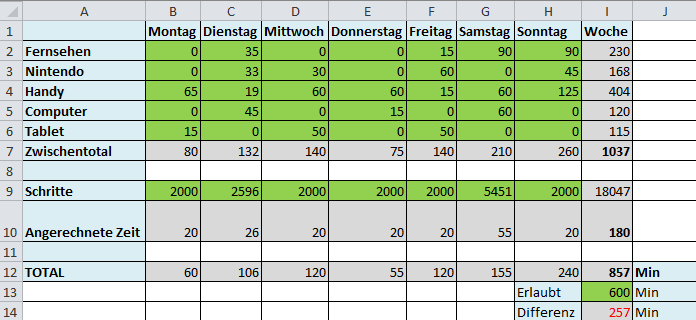 A B C D E F G H I J
1 Montag Dienstag Mittwoch Donnerstag Freitag Samstag Sonntag Woche
2 Fernsehen 0 35 0 0 15 90 90 230
3 Nintendo 0 33 30 0 60 0 45 168
4 Handy 65 19 60 60 15 60 125 404
5 Computer 0 45 0 15 0 60 0 120
6 Tablet 15 0 50 0 50 0 0 115
7 Zwischentotal 80 132 140 75 140 210 260 1037
8
9 Schritte 2000 2596 2000 2000 2000 5451 2000 18047
10 Angerechnete Zeit 20 26 20 20 20 55 20 180
11
12 TOTAL 60 106 120 55 120 155 240 857 Min
13 Erlaubt 600 Min
14 Differenz 257 Min